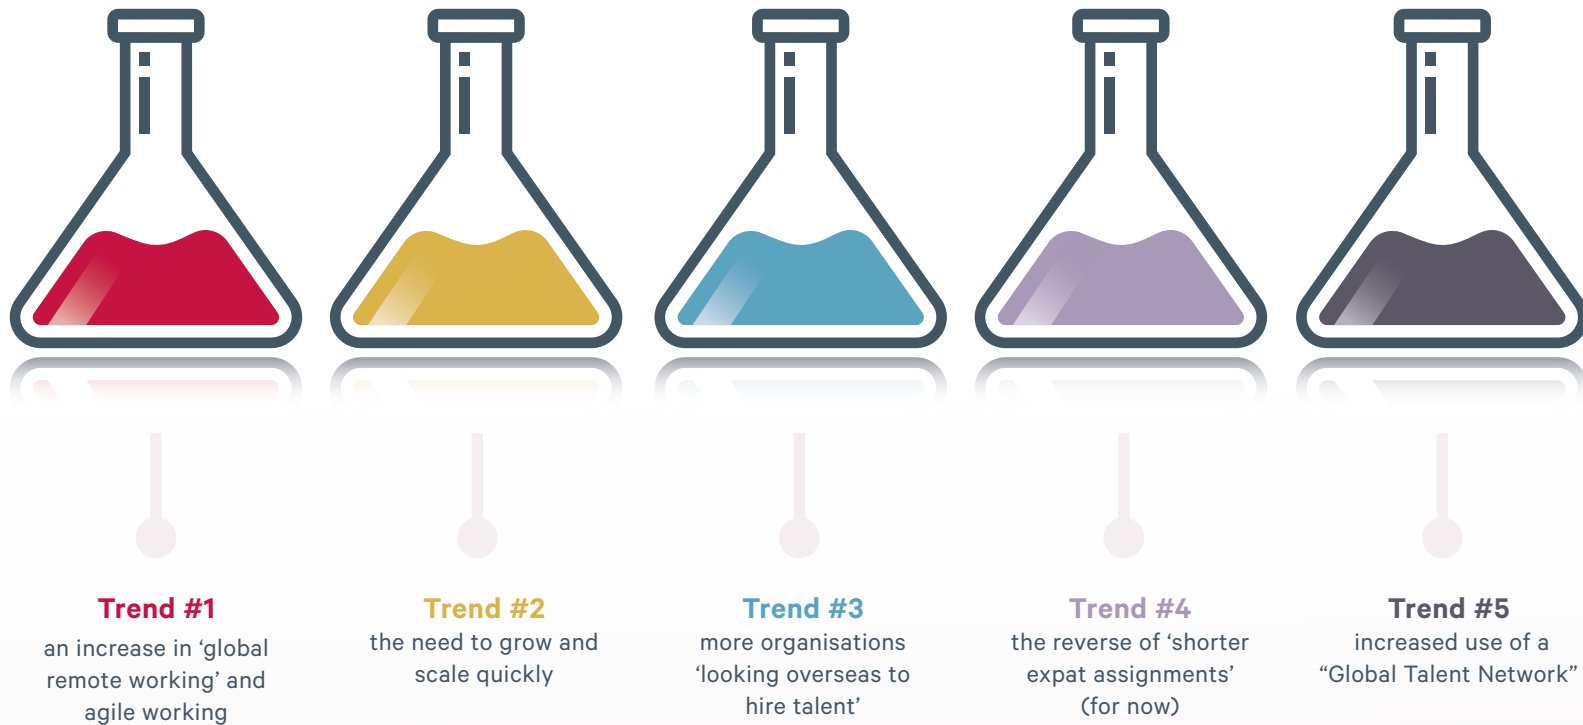 Trend #1
an increase in ‘global
remote working’ and
agile working
Trend #2
the need to grow and
scale quickly
Trend #3
more organisations
‘looking overseas to
hire talent’
Trend #4
the reverse of ‘shorter
expat assignments’
(for now)
Trend #5
increased use of a
“Global Talent Network”